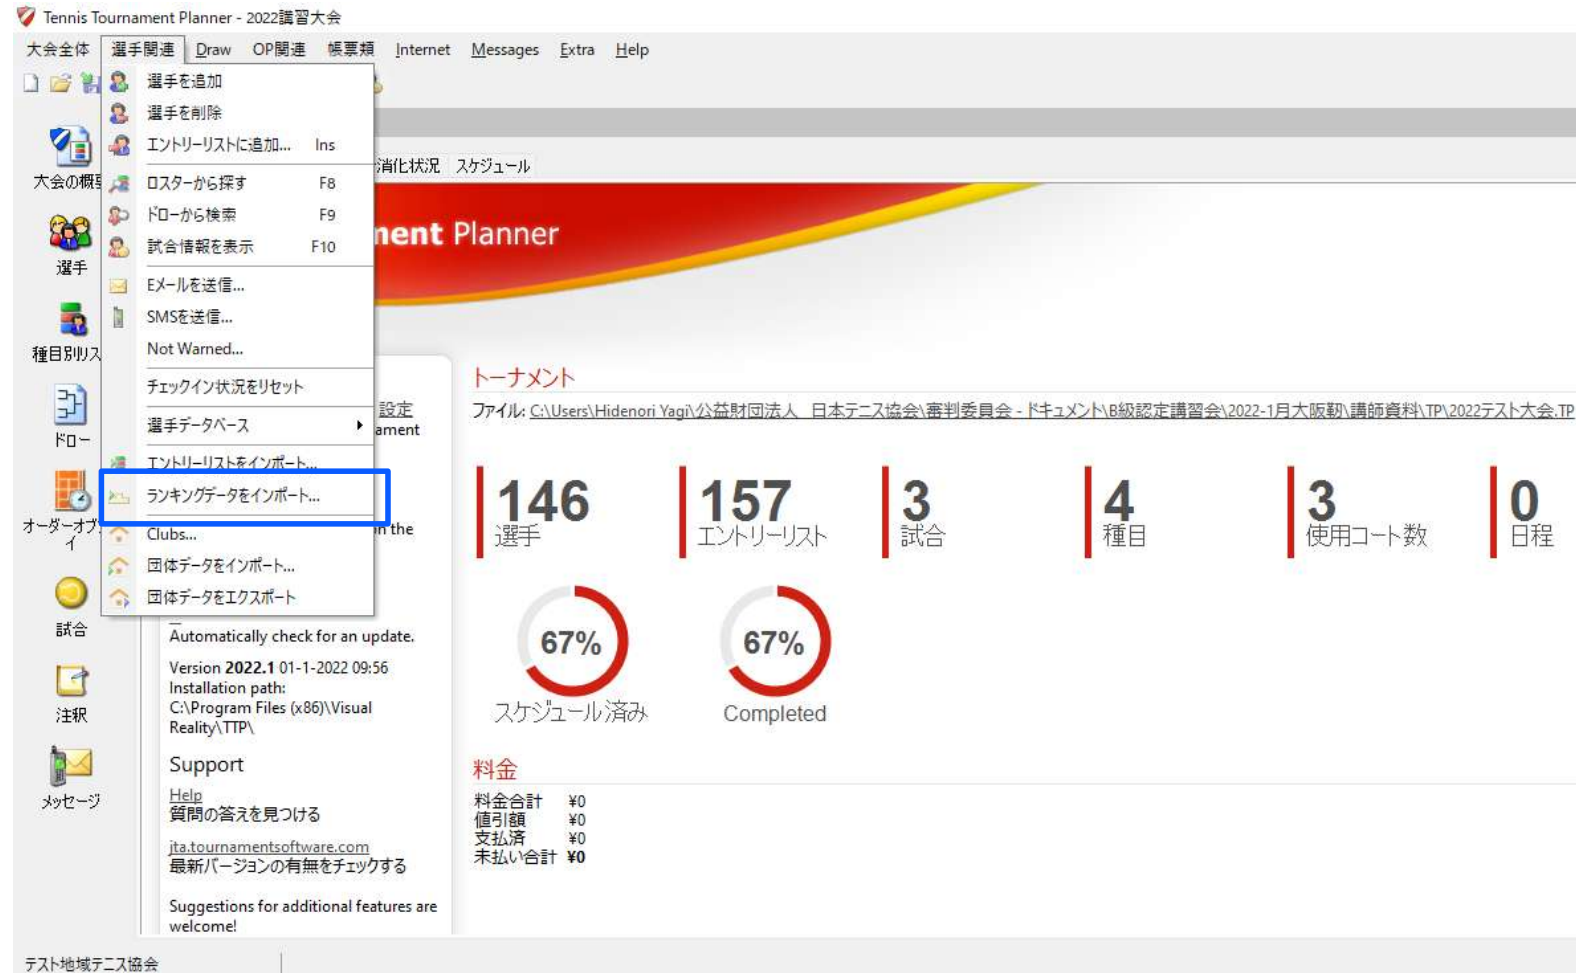 Tennis Tournament Planner - 2022講習大会
大会全体 選手関連 Draw OP関連 帳票類 Internet Messages Extra Help
選手を追加
選手を削除
エントリーリストに追加... Ins
ロスターから探す F8
ドローから検索 F9
試合情報を表示 F10
Eメールを送信...
SMSを送信...
Not Warned...
チェックイン状況をリセット
選手データベース
エントリーリストをインポート...
ランキングデータをインポート...
Clubs...
団体データをインポート...
団体データをエクスポート
大会の概要
選手
種目別リス
ドロー
オーダーオブ
イ
試合
注釈
メッセージ
消化状況 スケジュール
ment Planner
設定
ament
n the
Automatically check for an update.
Version 2022.1 01-1-2022 09:56
Installation path:
C:\Program Files (x86)\Visual
Reality\TTP\
Support
Help
質問の答えを見つける
jta.tournamentsoftware.com
最新バージョンの有無をチェックする
Suggestions for additional features are
welcome!
トーナメント
ファイル: C:\Users\Hidenori Yagi\公益財団法人 日本テニス協会\審判委員会 - ドキュメント\B級認定講習会\2022-1月大阪靭\講師資料\TP\2022テスト大会.TP
146 157 3 4 3 0
選手 エントリーリスト 試合 種目 使用コート数 日程
67% 67%
スケジュール済み Completed
料金
料金合計 ¥0
値引額 ¥0
支払済 ¥0
未払い合計 ¥0
テスト地域テニス協会